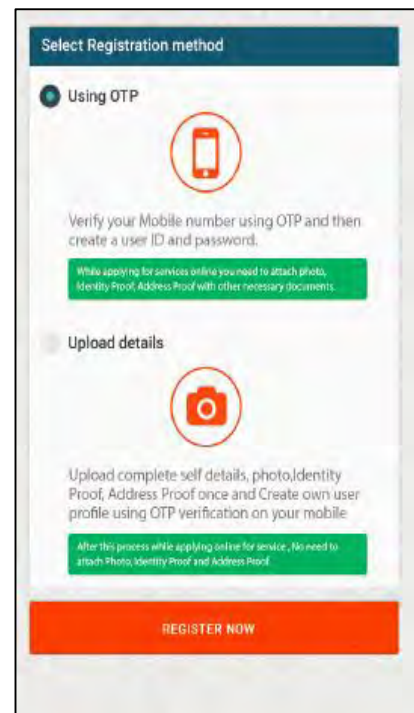 Select Registration method
Using OTP
Verify your Mobile number using OTP and then
create a user ID and password.
While applying for services online you need to attach photo,
Identity Proof, Address Proof with other necessary documents.
Upload details
Upload complete self details, photo,Identity
Proof, Address Proof once and Create own user
profile using OTP verification on your mobile
After this process while applying online for service , No need to
attach Photo, Identity Proof and Address Proof
REGISTER NOW